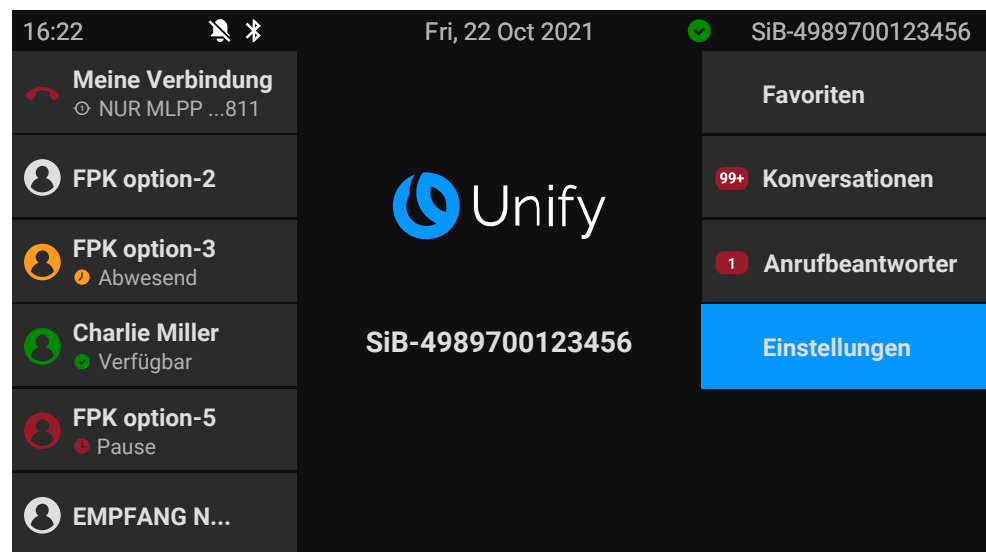 16:22
Fri, 22 Oct 2021
SiB-4989700123456
Meine Verbindung
NUR MLPP ...811
FPK option-2
FPK option-3
Abwesend
Charlie Miller
Verfügbar
FPK option-5
Pause
EMPFANG N...
Unify
SiB-4989700123456
Favoriten
99+ Konversationen
1 Anrufbeantworter
Einstellungen